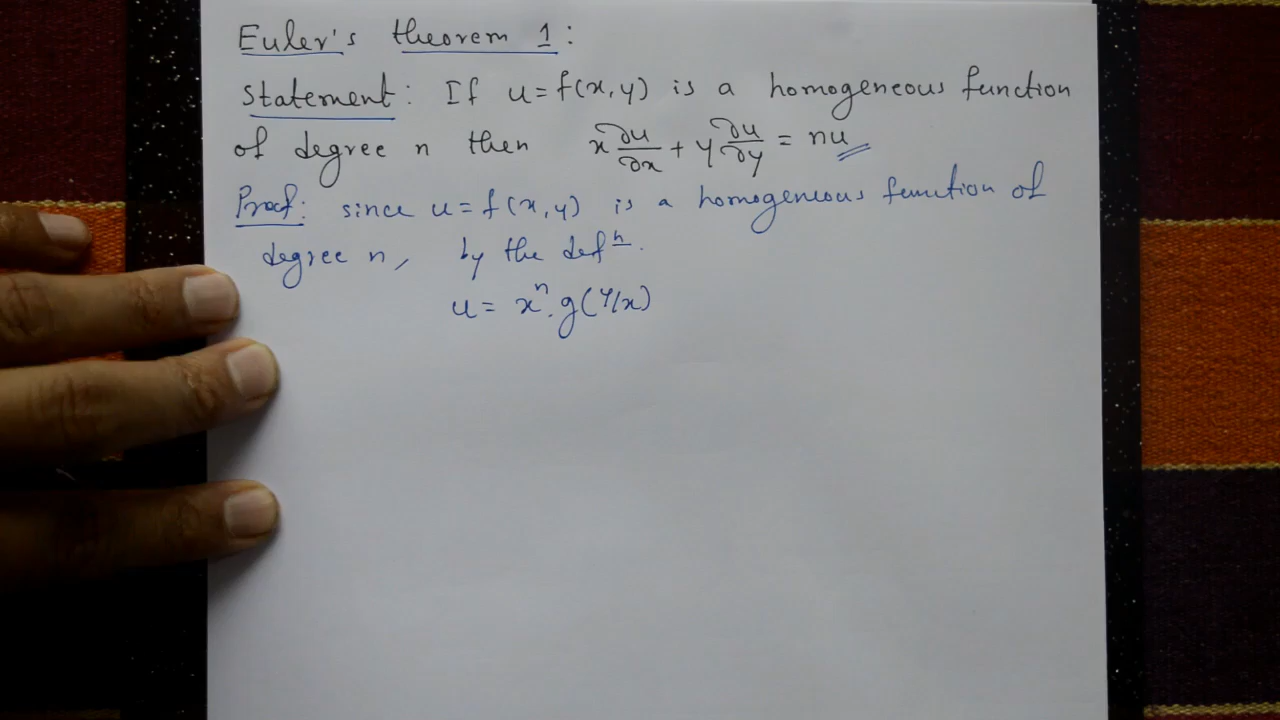 Euler's theorem 1:
Statement: If u=f(x,y) is a homogeneous function
of degree n then x ∂u/∂x + y ∂u/∂y = nu
Proof: since u=f(x,y) is a homogeneous function of
degree n, by the defⁿ.
u= xⁿ. g(y/x)